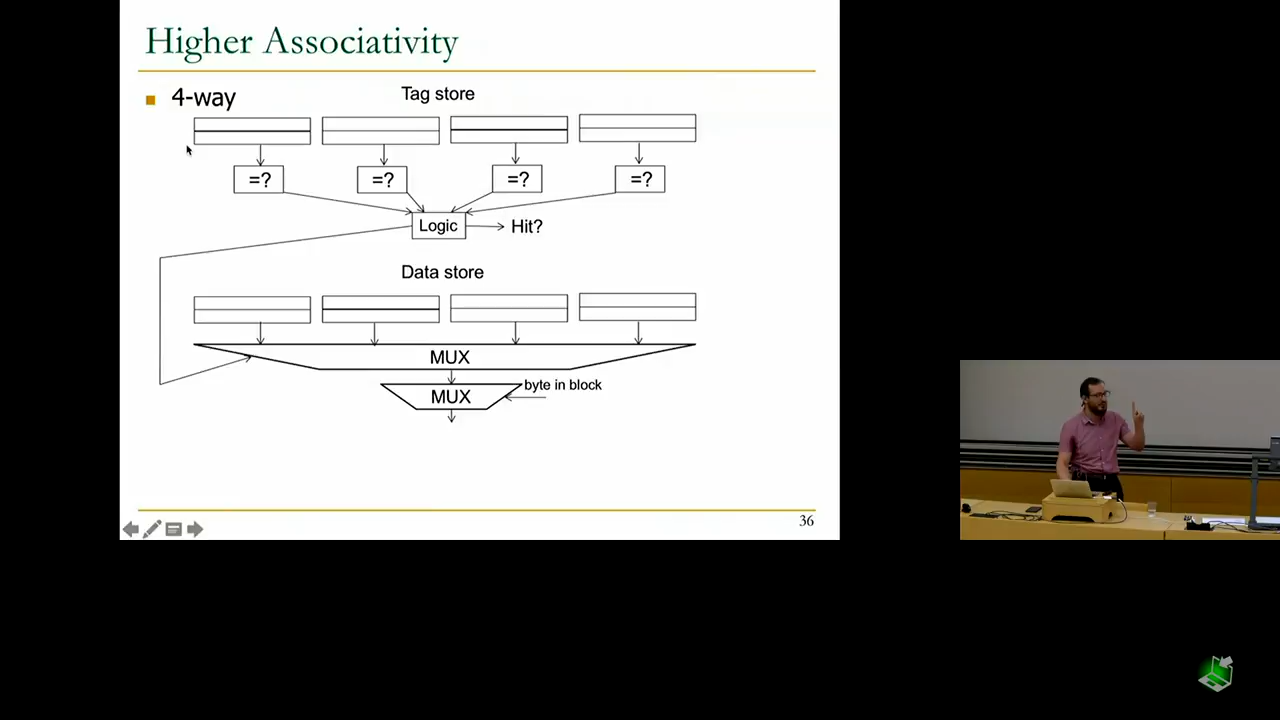 Higher Associativity
4-way
Tag store
=? =? =? =?
Logic
Hit?
Data store
MUX
byte in block
MUX
36